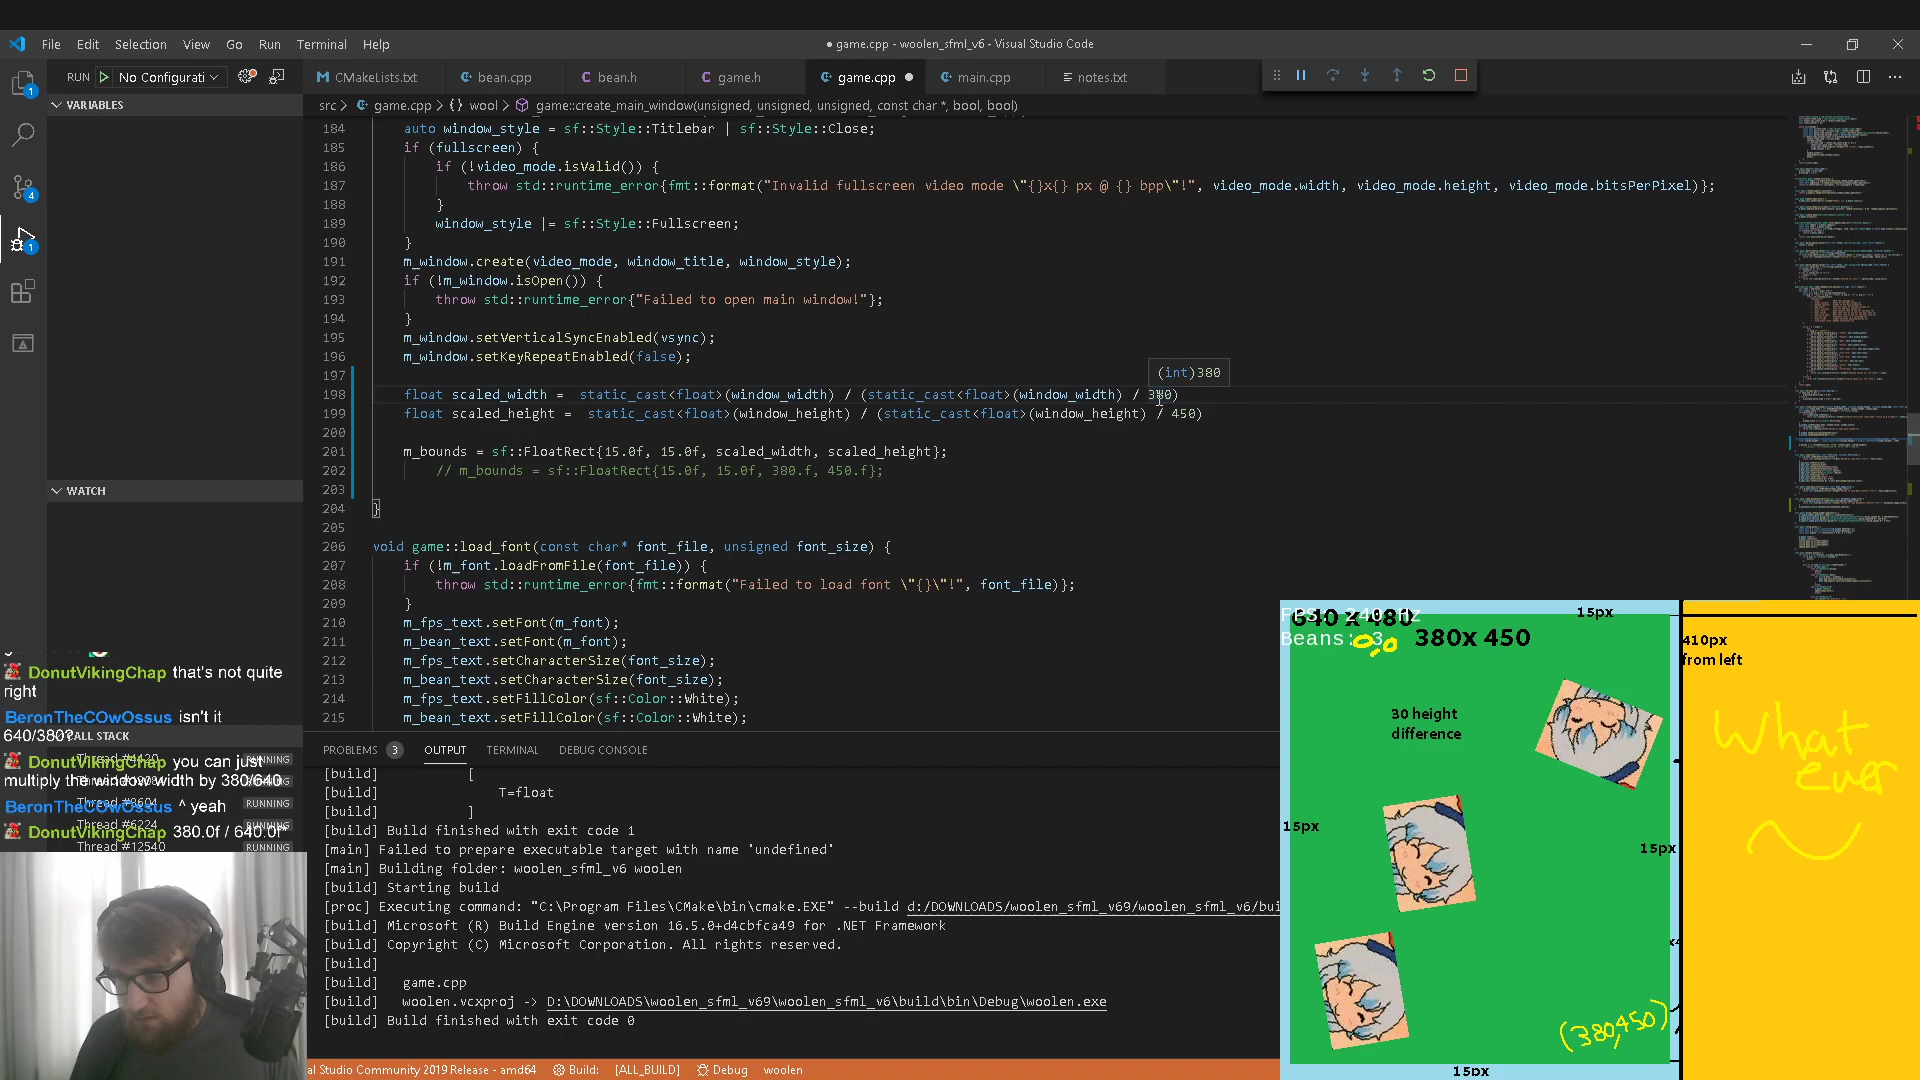 File Edit Selection View Go Run Terminal Help
● game.cpp - woolen_sfml_v6 - Visual Studio Code
RUN No Configurati
CMakeLists.txt bean.cpp bean.h game.h game.cpp main.cpp notes.txt
VARIABLES
src > game.cpp > {} wool > game::create_main_window(unsigned, unsigned, unsigned, const char *, bool, bool)
184 auto window_style = sf::Style::Titlebar | sf::Style::Close;
185 if (fullscreen) {
186 if (!video_mode.isValid()) {
187 throw std::runtime_error{fmt::format("Invalid fullscreen video mode \"{}x{} px @ {} bpp\"!", video_mode.width, video_mode.height, video_mode.bitsPerPixel)};
188 }
189 window_style |= sf::Style::Fullscreen;
190 }
191 m_window.create(video_mode, window_title, window_style);
192 if (!m_window.isOpen()) {
193 throw std::runtime_error{"Failed to open main window!"};
194 }
195 m_window.setVerticalSyncEnabled(vsync);
196 m_window.setKeyRepeatEnabled(false);
197
(int)380
198 float scaled_width =  static_cast<float>(window_width) / (static_cast<float>(window_width) / 380)
199 float scaled_height =  static_cast<float>(window_height) / (static_cast<float>(window_height) / 450)
200
201 m_bounds = sf::FloatRect{15.0f, 15.0f, scaled_width, scaled_height};
202 // m_bounds = sf::FloatRect{15.0f, 15.0f, 380.f, 450.f};
203
204 }
205
206 void game::load_font(const char* font_file, unsigned font_size) {
207 if (!m_font.loadFromFile(font_file)) {
208 throw std::runtime_error{fmt::format("Failed to load font \"{}\"!", font_file)};
209 }
210 m_fps_text.setFont(m_font);
211 m_bean_text.setFont(m_font);
212 m_fps_text.setCharacterSize(font_size);
213 m_bean_text.setCharacterSize(font_size);
214 m_fps_text.setFillColor(sf::Color::White);
215 m_bean_text.setFillColor(sf::Color::White);
WATCH
DonutVikingChap that's not quite
right
BeronTheCOwOssus isn't it
640/380?
CALL STACK
DonutVikingChap you can just
multiply the window width by 380/640
BeronTheCOwOssus ^ yeah
DonutVikingChap 380.0f / 640.0f*
Thread #4420 RUNNING
RUNNING
Thread #8604 RUNNING
Thread #6224 RUNNING
Thread #12540 RUNNING
PROBLEMS 3 OUTPUT TERMINAL DEBUG CONSOLE
[build] [
[build] T=float
[build] ]
[build] Build finished with exit code 1
[main] Failed to prepare executable target with name 'undefined'
[main] Building folder: woolen_sfml_v6 woolen
[build] Starting build
[proc] Executing command: "C:\Program Files\CMake\bin\cmake.EXE" --build d:/DOWNLOADS/woolen_sfml_v69/woolen_sfml_v6/bui
[build] Microsoft (R) Build Engine version 16.5.0+d4cbfca49 for .NET Framework
[build] Copyright (C) Microsoft Corporation. All rights reserved.
[build]
[build] game.cpp
[build] woolen.vcxproj -> D:\DOWNLOADS\woolen_sfml_v69\woolen_sfml_v6\build\bin\Debug\woolen.exe
[build] Build finished with exit code 0
al Studio Community 2019 Release - amd64 Build: [ALL_BUILD] Debug woolen
FPS: 240 Hz
640 x 480
Beans: 3
0,0
380x 450
15px
410px
from left
30 height
difference
What
ever
15px
15px
(380,450)
15px